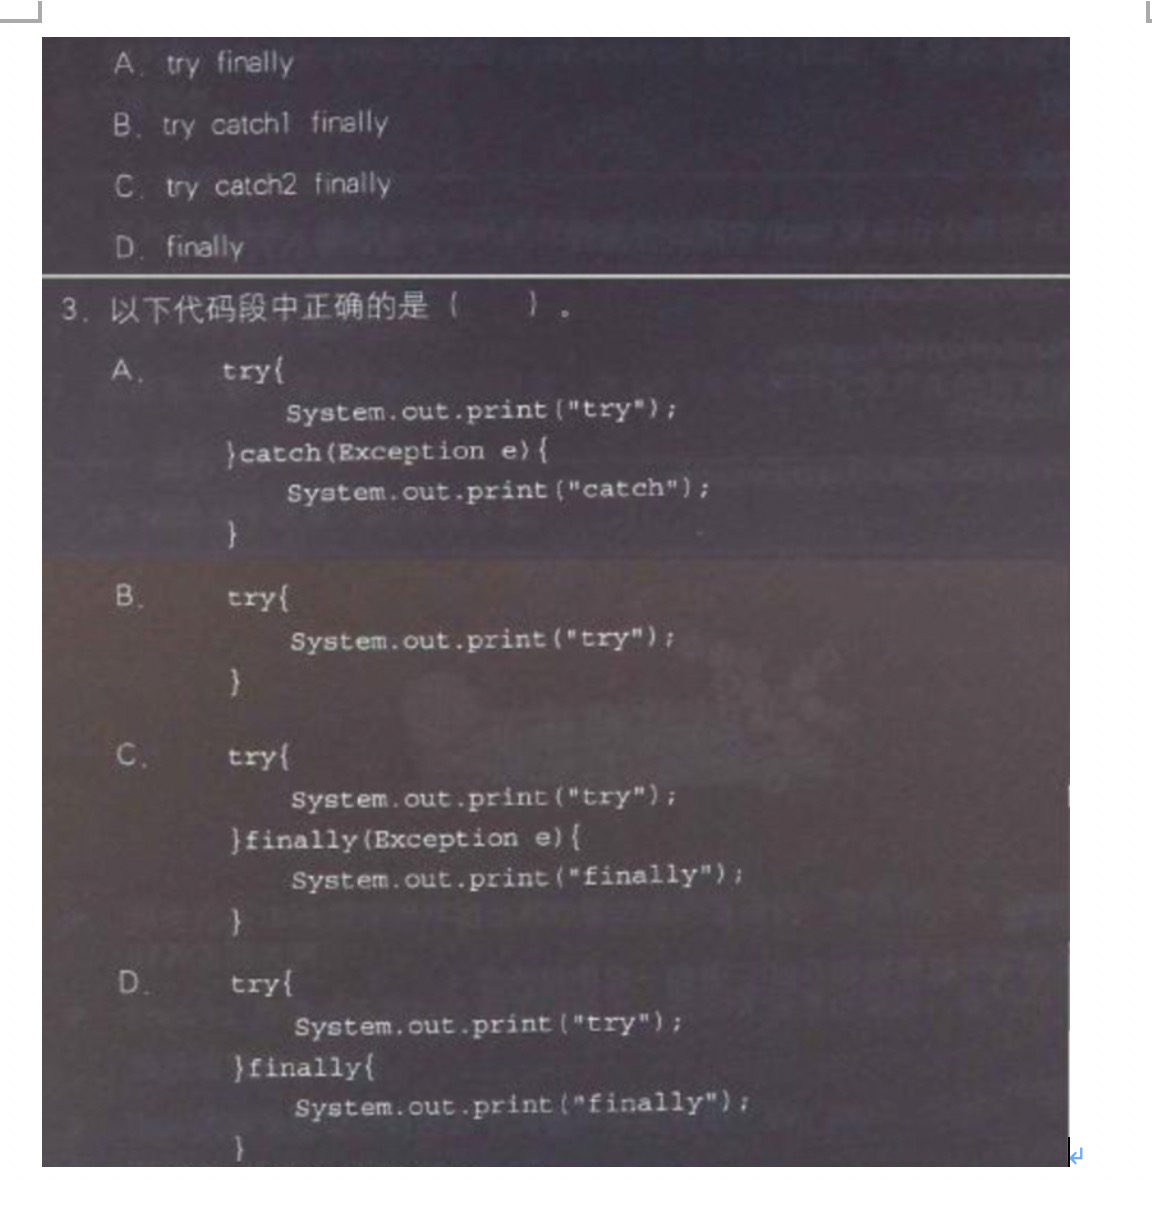 A. try finally
B. try catch1 finally
C. try catch2 finally
D. finally
3. 以下代码段中正确的是 (    ) 。
A. try{
System.out.print("try");
}catch(Exception e){
System.out.print("catch");
}
B. try{
System.out.print("try");
}
C. try{
System.out.print("try");
}finally(Exception e){
System.out.print("finally");
}
D. try{
System.out.print("try");
}finally{
System.out.print("finally");
}